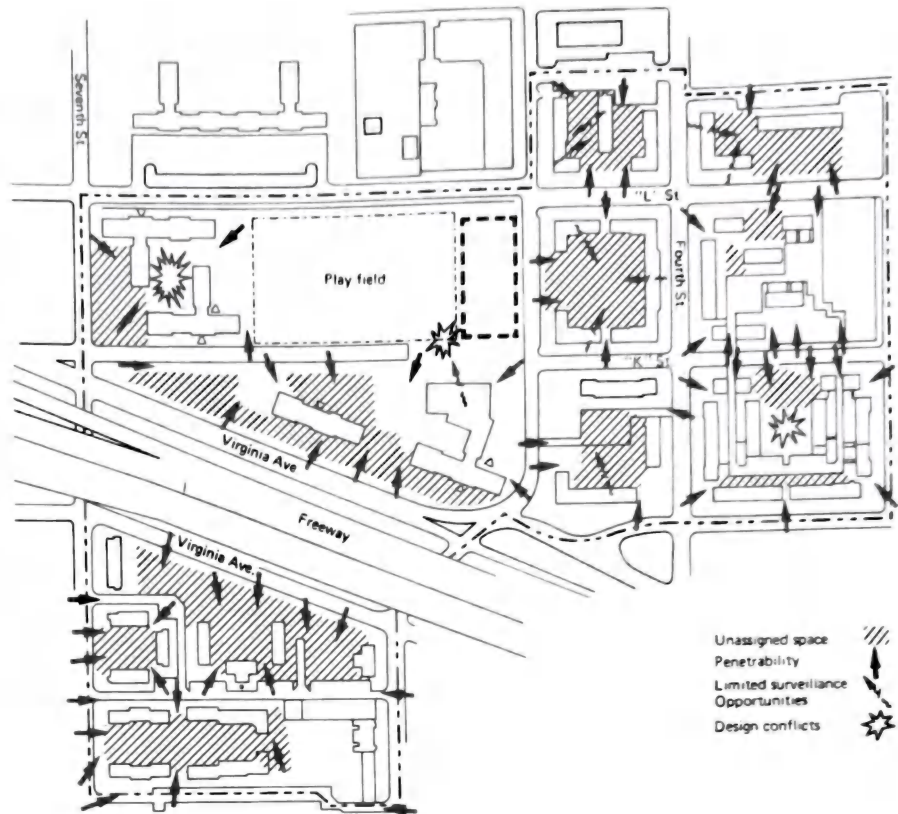 Seventh St
"L" St
Play field
Fourth St
"K" St
Virginia Ave
Freeway
Virginia Ave.
Unassigned space
Penetrability
Limited surveillance
Opportunities
Design conflicts